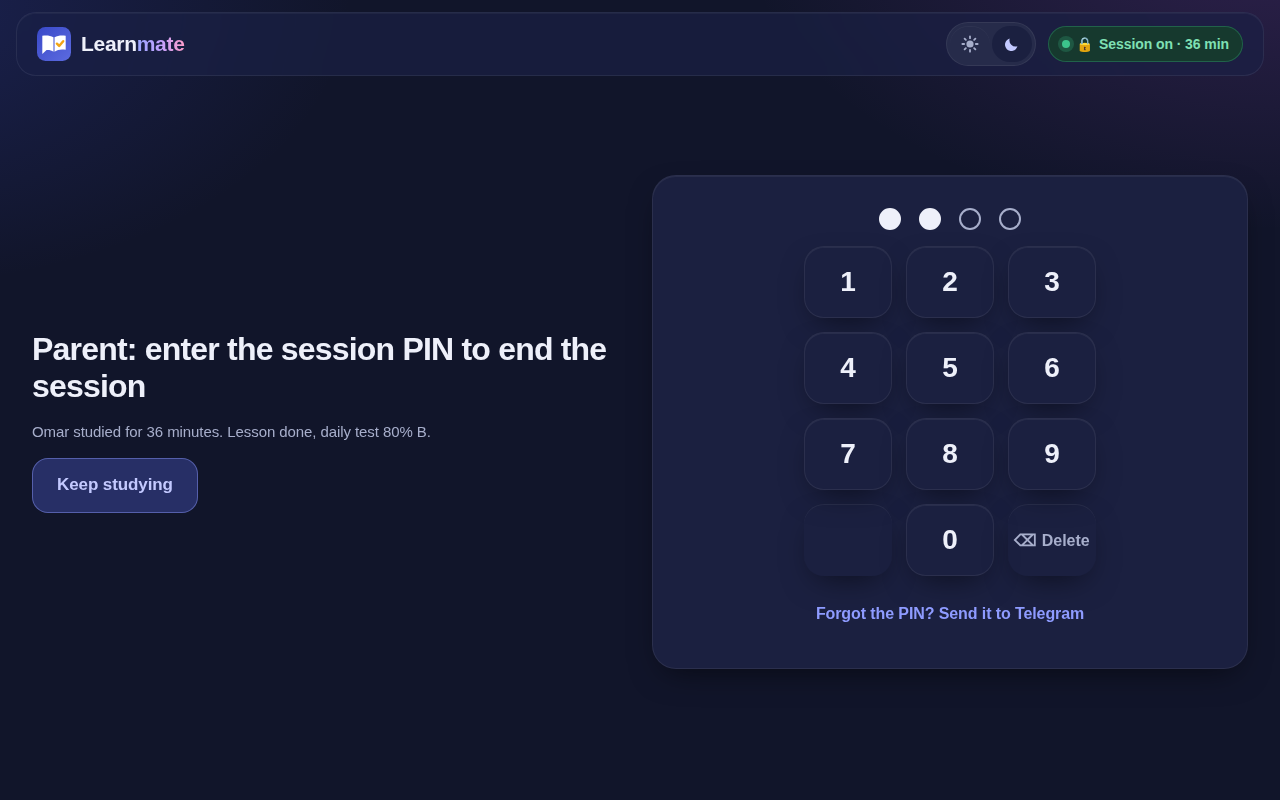 Learnmate
🔒 Session on · 36 min
Parent: enter the session PIN to end the
session
Omar studied for 36 minutes. Lesson done, daily test 80% B.
Keep studying
1 2 3
4 5 6
7 8 9
0 ⌫ Delete
Forgot the PIN? Send it to Telegram